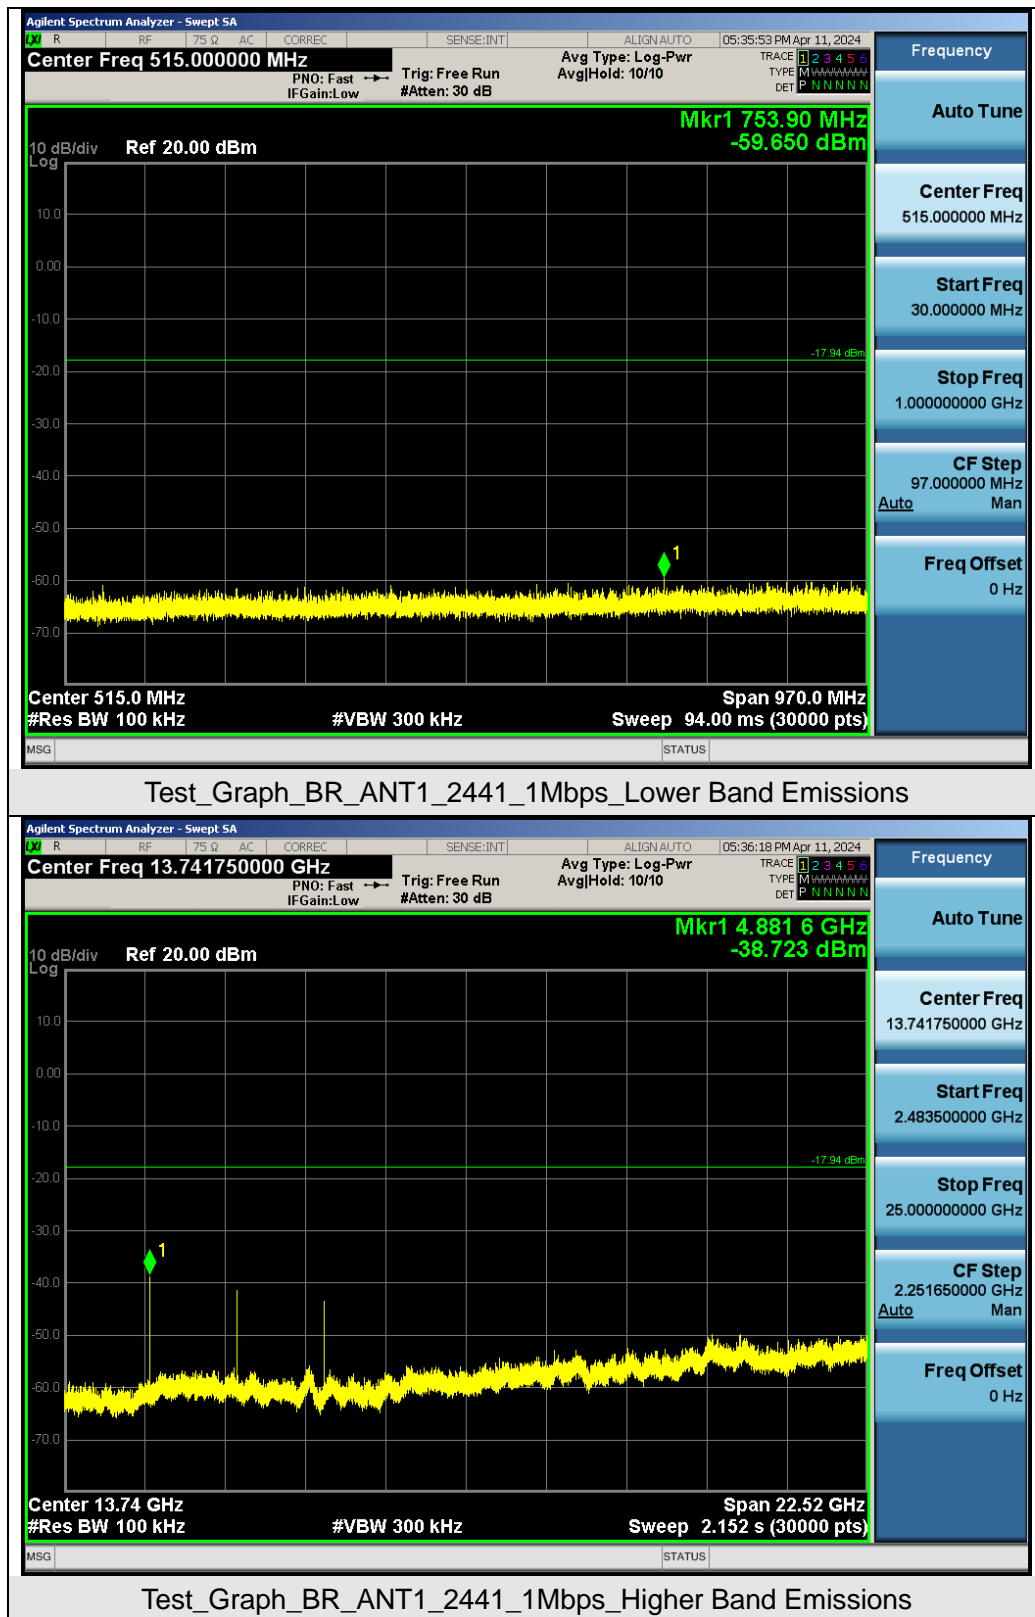 Agilent Spectrum Analyzer - Swept SA
LXI R RF 75 Ω AC CORREC SENSE:INT ALIGN AUTO 05:35:53 PM Apr 11, 2024
Center Freq 515.000000 MHz
PNO: Fast
IFGain:Low
Trig: Free Run
#Atten: 30 dB
Avg Type: Log-Pwr
Avg|Hold: 10/10
TRACE 1 2 3 4 5 6
TYPE M
DET P N N N N N
Mkr1 753.90 MHz
-59.650 dBm
10 dB/div Ref 20.00 dBm
Log
10.0
0.00
-10.0
-17.94 dBm
-20.0
-30.0
-40.0
-50.0
1
-60.0
-70.0
Center 515.0 MHz Span 970.0 MHz
#Res BW 100 kHz #VBW 300 kHz Sweep 94.00 ms (30000 pts)
MSG STATUS
Frequency
Auto Tune
Center Freq
515.000000 MHz
Start Freq
30.000000 MHz
Stop Freq
1.000000000 GHz
CF Step
97.000000 MHz
Auto Man
Freq Offset
0 Hz
Test_Graph_BR_ANT1_2441_1Mbps_Lower Band Emissions
Agilent Spectrum Analyzer - Swept SA
LXI R RF 75 Ω AC CORREC SENSE:INT ALIGN AUTO 05:36:18 PM Apr 11, 2024
Center Freq 13.741750000 GHz
PNO: Fast
IFGain:Low
Trig: Free Run
#Atten: 30 dB
Avg Type: Log-Pwr
Avg|Hold: 10/10
TRACE 1 2 3 4 5 6
TYPE M
DET P N N N N N
Mkr1 4.881 6 GHz
-38.723 dBm
10 dB/div Ref 20.00 dBm
Log
10.0
0.00
-10.0
-17.94 dBm
-20.0
-30.0
1
-40.0
-50.0
-60.0
-70.0
Center 13.74 GHz Span 22.52 GHz
#Res BW 100 kHz #VBW 300 kHz Sweep 2.152 s (30000 pts)
MSG STATUS
Frequency
Auto Tune
Center Freq
13.741750000 GHz
Start Freq
2.483500000 GHz
Stop Freq
25.000000000 GHz
CF Step
2.251650000 GHz
Auto Man
Freq Offset
0 Hz
Test_Graph_BR_ANT1_2441_1Mbps_Higher Band Emissions